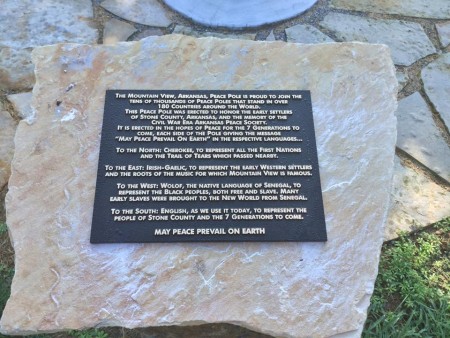 The Mountain View, Arkansas, Peace Pole is proud to join the
tens of thousands of Peace Poles that stand in over
180 Countries around the World.
This Peace Pole was erected to honor the early settlers
of Stone County, Arkansas, and the memory of the
Civil War Era Arkansas Peace Society.
It is erected in the hopes of Peace for the 7 Generations to
come, each side of the Pole giving the message
"May Peace Prevail On Earth" in the respective languages...
To the North: Cherokee, to represent all the First Nations
and the Trail of Tears which passed nearby.
To the East: Irish-Gaelic, to represent the early Western settlers
and the roots of the music for which Mountain View is famous.
To the West: Wolof, the native language of Senegal, to
represent the Black peoples, both free and slave. Many
early slaves were brought to the New World from Senegal.
To the South: English, as we use it today, to represent the
people of Stone County and the 7 Generations to come.
MAY PEACE PREVAIL ON EARTH